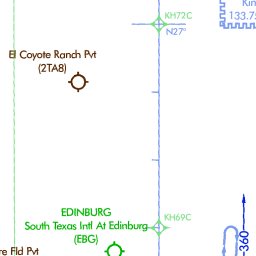 KH72C
N27°
Kin
133.7
El Coyote Ranch Pvt
(2TA8)
EDINBURG
South Texas Intl At Edinburg
(EBG)
KH69C
360
re Fld Pvt